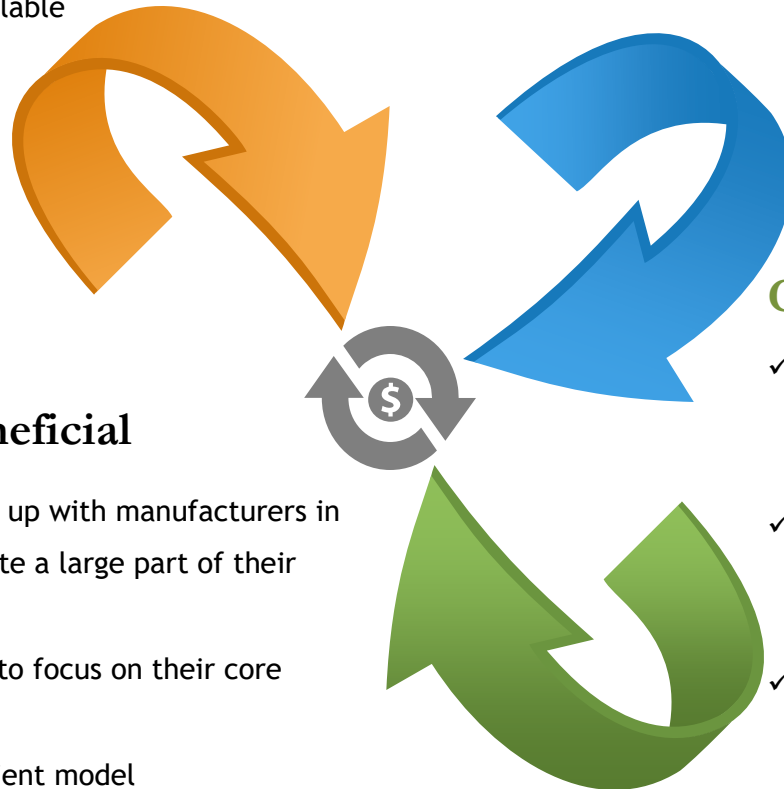 lable
neficial
up with manufacturers in
te a large part of their
to focus on their core
ent model
$
✓
✓
✓